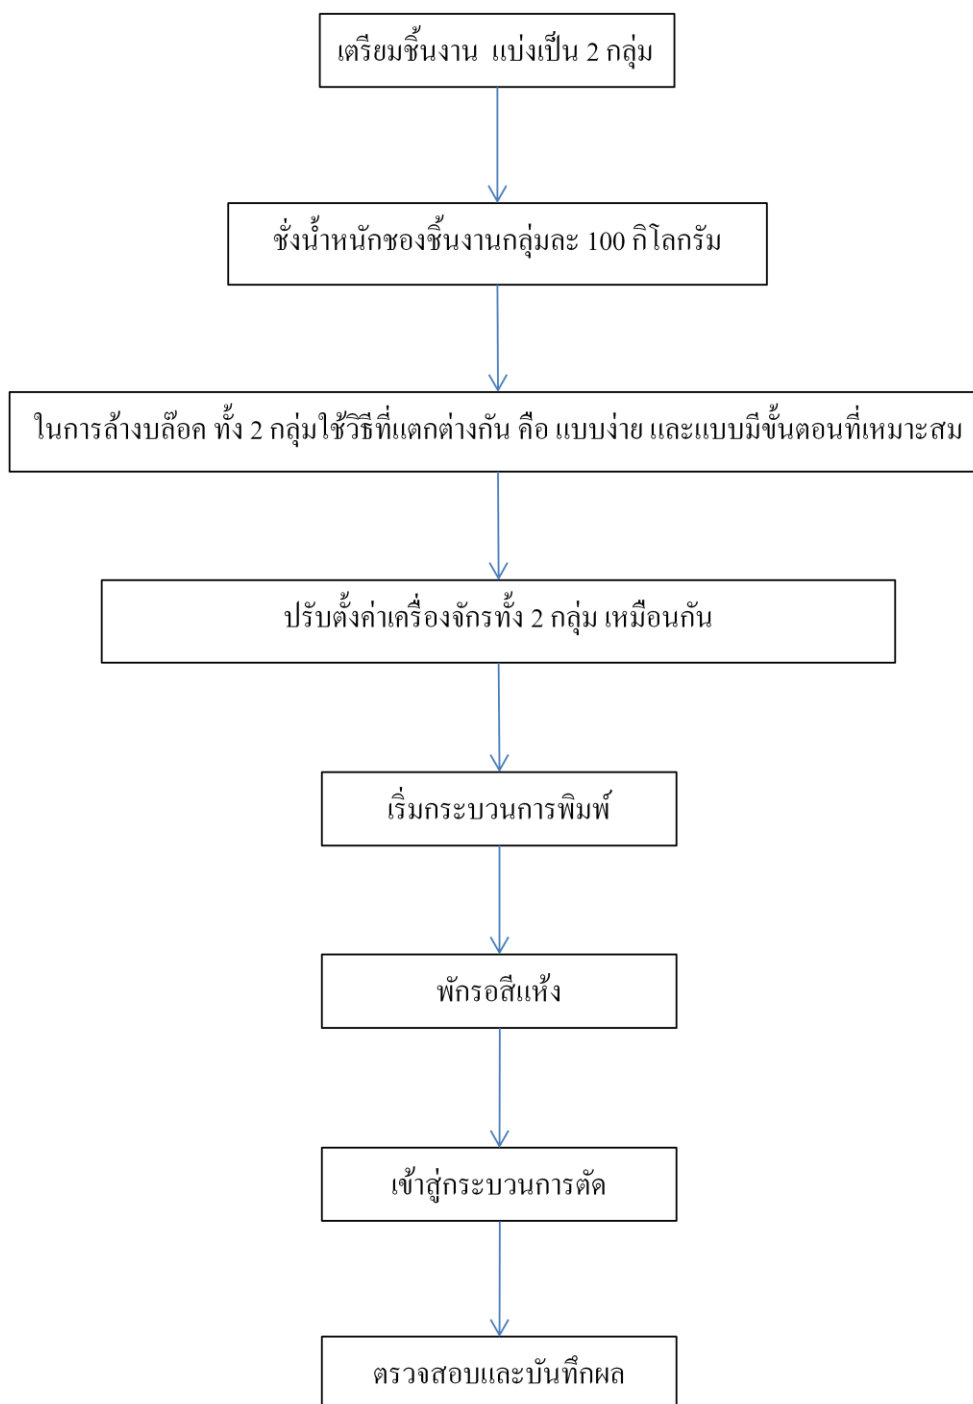 เตรียมชิ้นงาน แบ่งเป็น 2 กลุ่ม
ชั่งน้ำหนักชองชิ้นงานกลุ่มละ 100 กิโลกรัม
ในการล้างบล๊อค ทั้ง 2 กลุ่มใช้วิธีที่แตกต่างกัน คือ แบบง่าย และแบบมีขั้นตอนที่เหมาะสม
ปรับตั้งค่าเครื่องจักรทั้ง 2 กลุ่ม เหมือนกัน
เริ่มกระบวนการพิมพ์
พักรอสีแห้ง
เข้าสู่กระบวนการตัด
ตรวจสอบและบันทึกผล